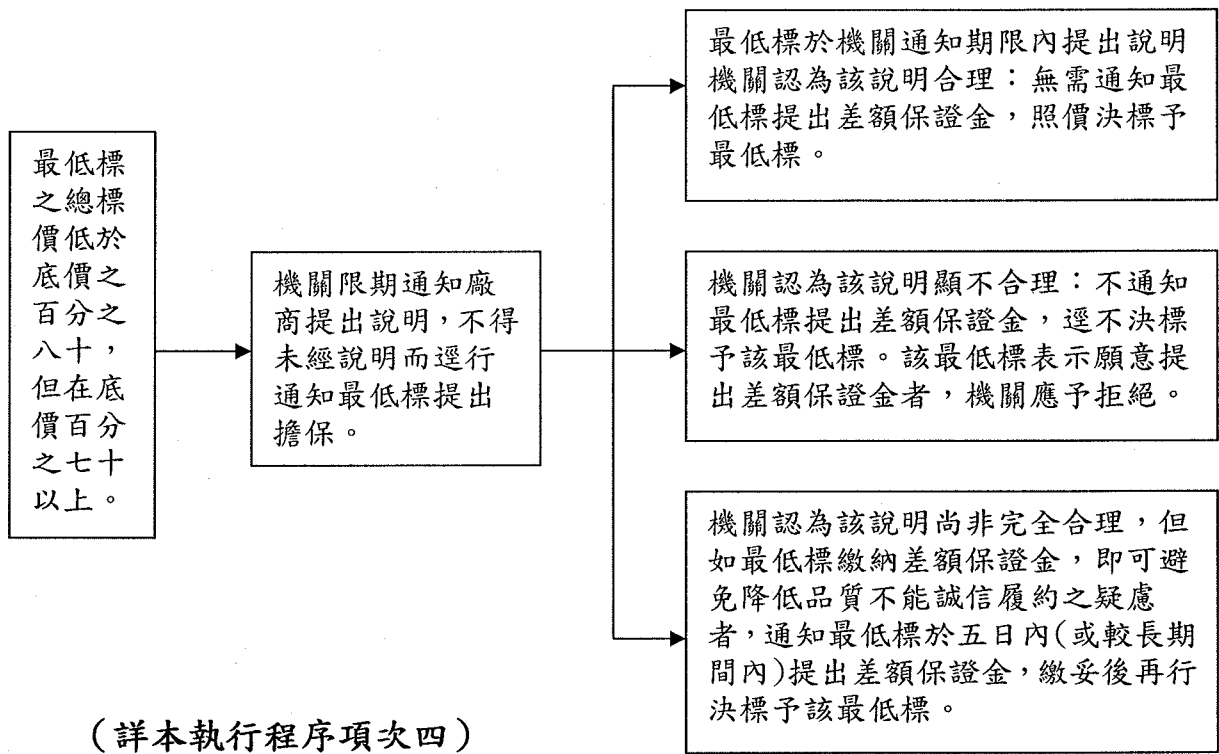 最低標
之總標
價低於
底價之
百分之
八十，
但在底
價百分
之七十
以上。
機關限期通知廠
商提出說明，不得
未經說明而逕行
通知最低標提出
擔保。
最低標於機關通知期限內提出說明
機關認為該說明合理：無需通知最
低標提出差額保證金，照價決標予
最低標。
機關認為該說明顯不合理：不通知
最低標提出差額保證金，逕不決標
予該最低標。該最低標表示願意提
出差額保證金者，機關應予拒絕。
機關認為該說明尚非完全合理，但
如最低標繳納差額保證金，即可避
免降低品質不能誠信履約之疑慮
者，通知最低標於五日內(或較長期
間內)提出差額保證金，繳妥後再行
決標予該最低標。
（詳本執行程序項次四）